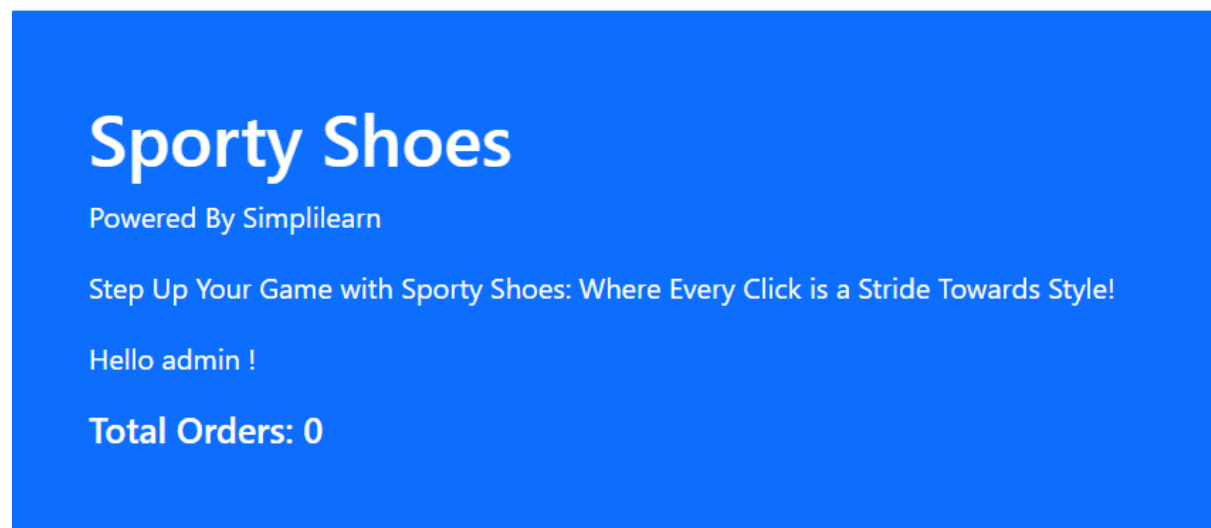 Sporty Shoes
Powered By Simplilearn
Step Up Your Game with Sporty Shoes: Where Every Click is a Stride Towards Style!
Hello admin !
Total Orders: 0